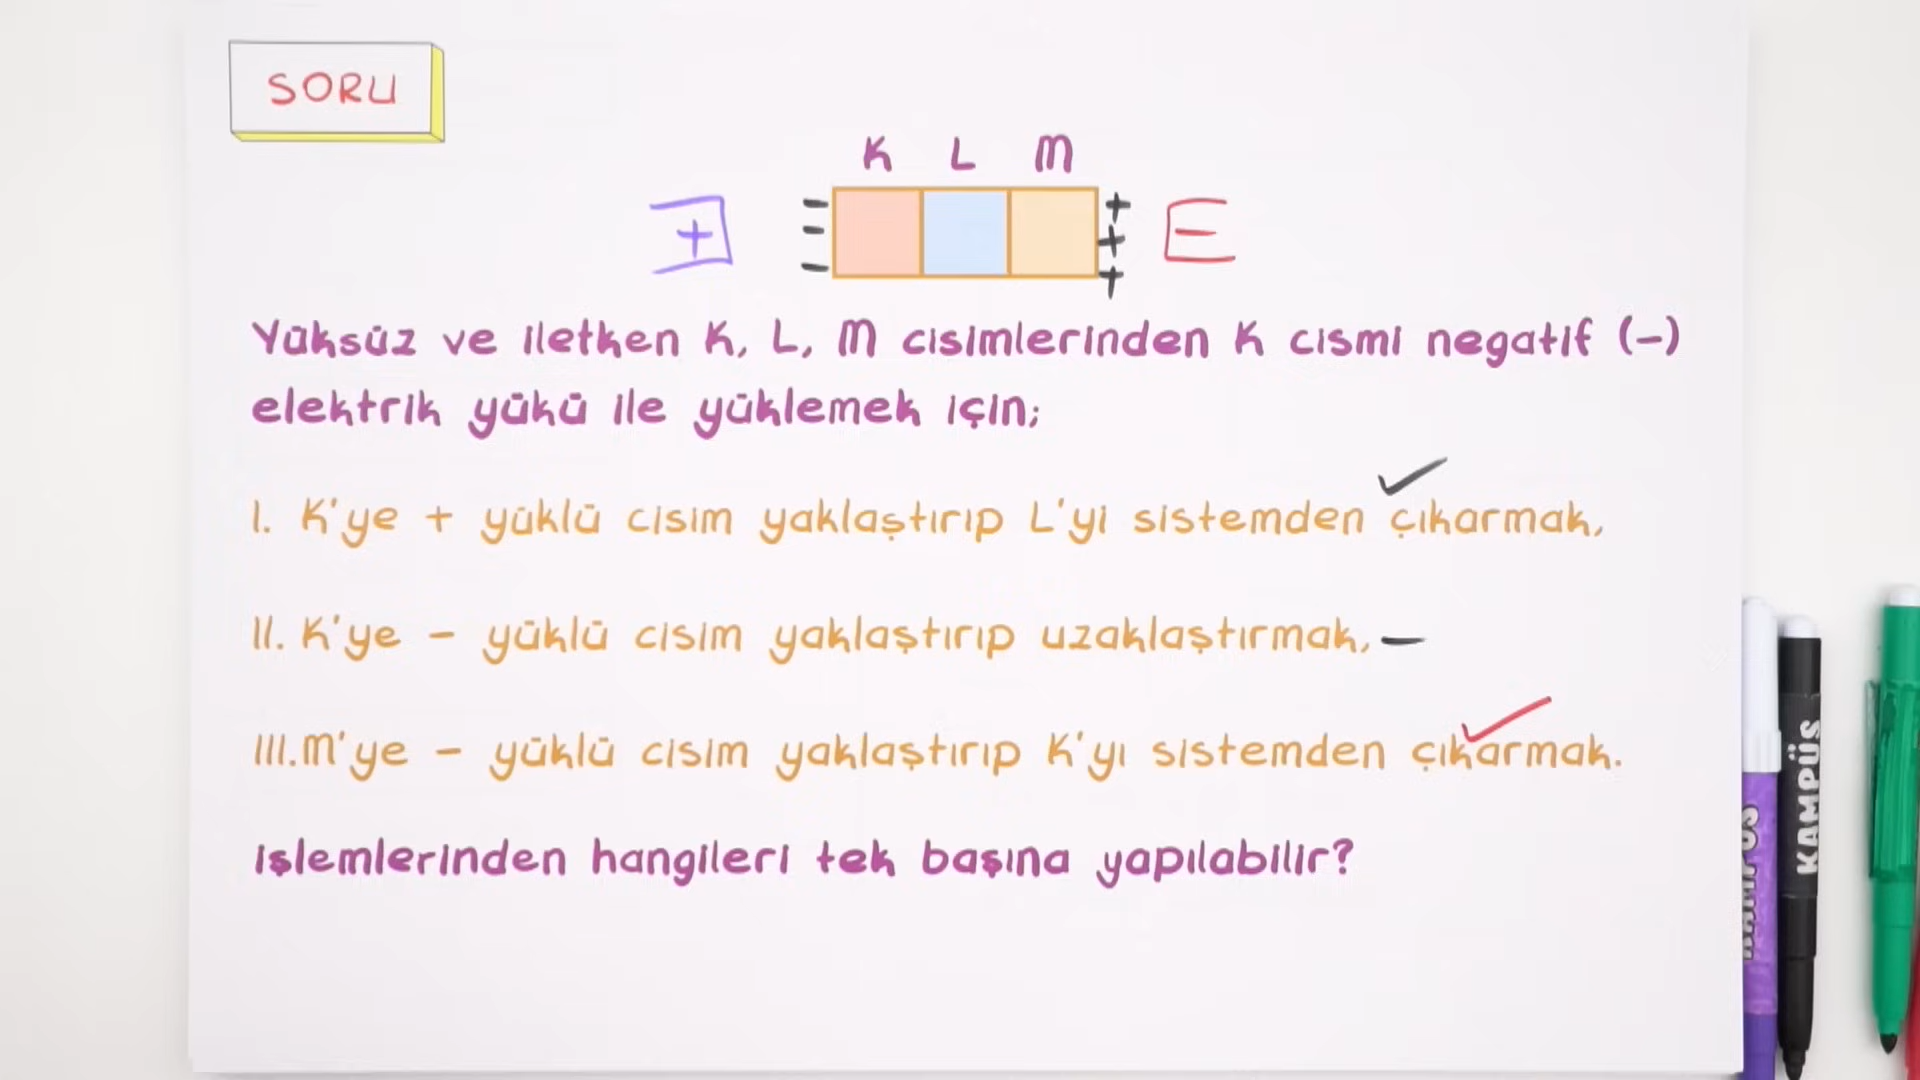 SORU
K L M
- + + -
- +
- +
Yüksüz ve iletken K, L, M cisimlerinden K cismi negatif (-)
elektrik yükü ile yüklemek için;
I. K'ye + yüklü cisim yaklaştırıp L'yi sistemden çıkarmak,
II. K'ye - yüklü cisim yaklaştırıp uzaklaştırmak,
III. M'ye - yüklü cisim yaklaştırıp K'yı sistemden çıkarmak.
işlemlerinden hangileri tek başına yapılabilir?
KAMPÜS
KAMPÜS